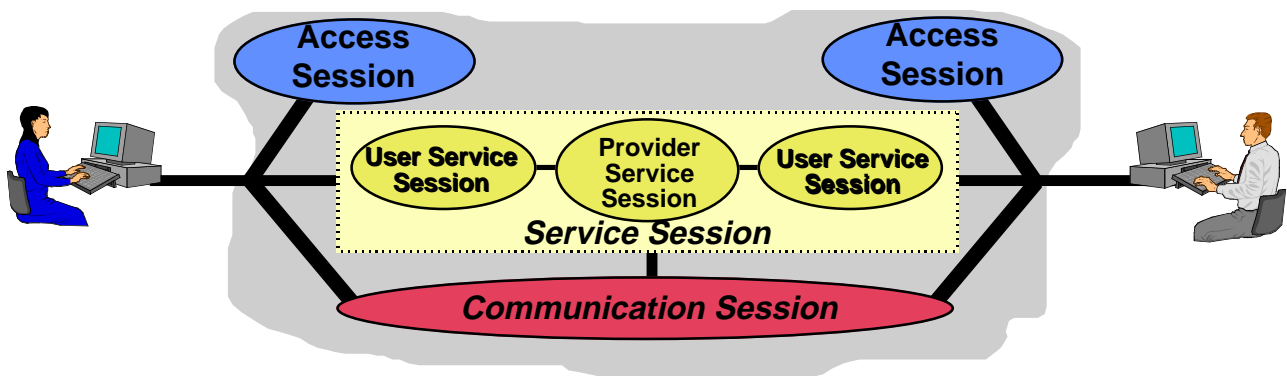 Access
Session
Access
Session
User Service
Session
Provider
Service
Session
User Service
Session
Service Session
Communication Session